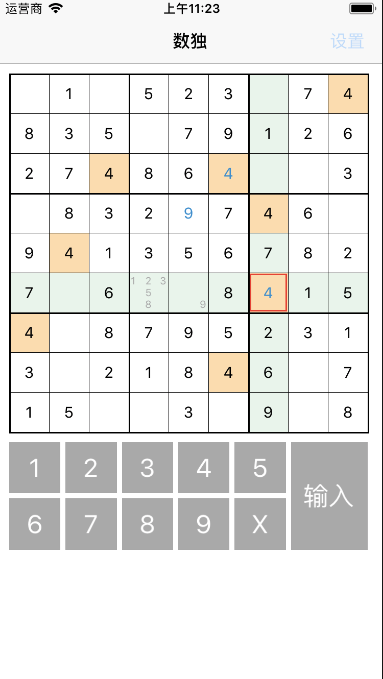 运营商 上午11:23
数独 设置
1 5 2 3 7 4
8 3 5 7 9 1 2 6
2 7 4 8 6 4 3
8 3 2 9 7 4 6
9 4 1 3 5 6 7 8 2
7 6 1 2 3 5 8 9 8 4 1 5
4 8 7 9 5 2 3 1
3 2 1 8 4 6 7
1 5 3 9 8
1 2 3 4 5 输入
6 7 8 9 X